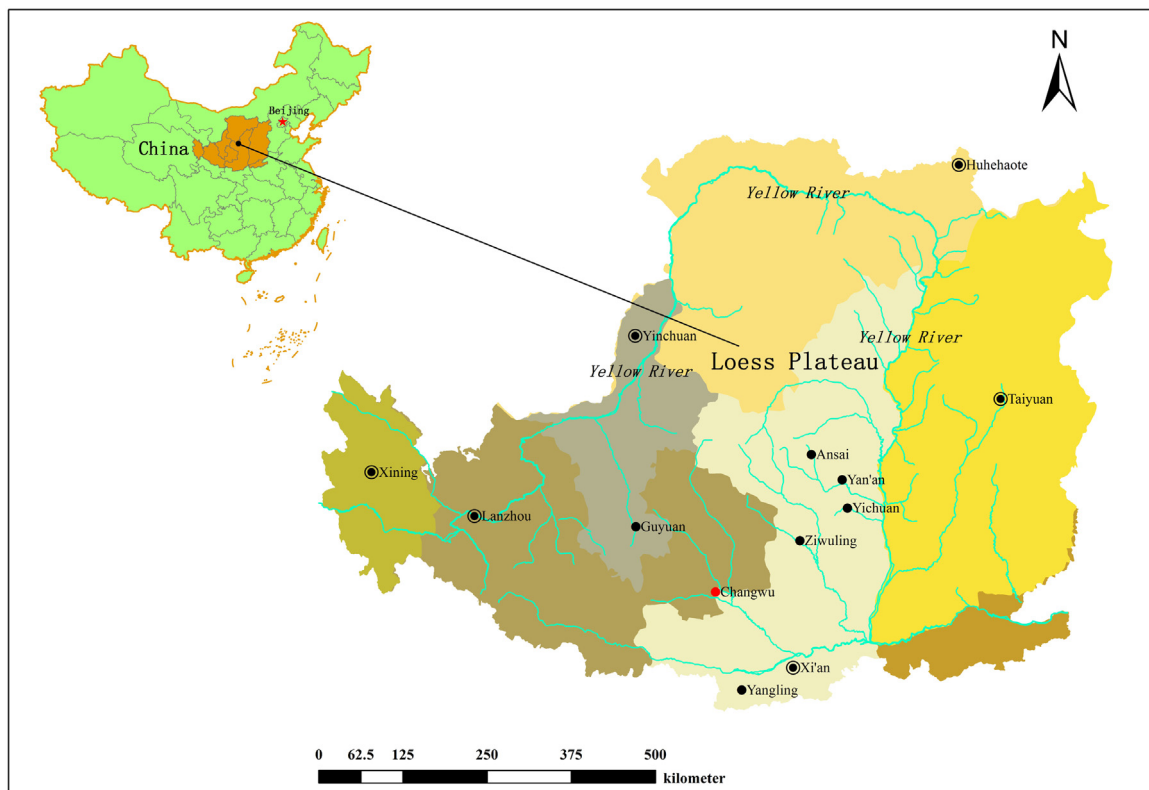 N
Beijing
China
Huhehaote
Yellow River
Yinchuan
Yellow River
Loess Plateau
Yellow River
Taiyuan
Ansai
Xining
Yan'an
Yichuan
Lanzhou
Guyuan
Ziwuling
Changwu
Xi'an
Yangling
0 62.5 125 250 375 500
kilometer